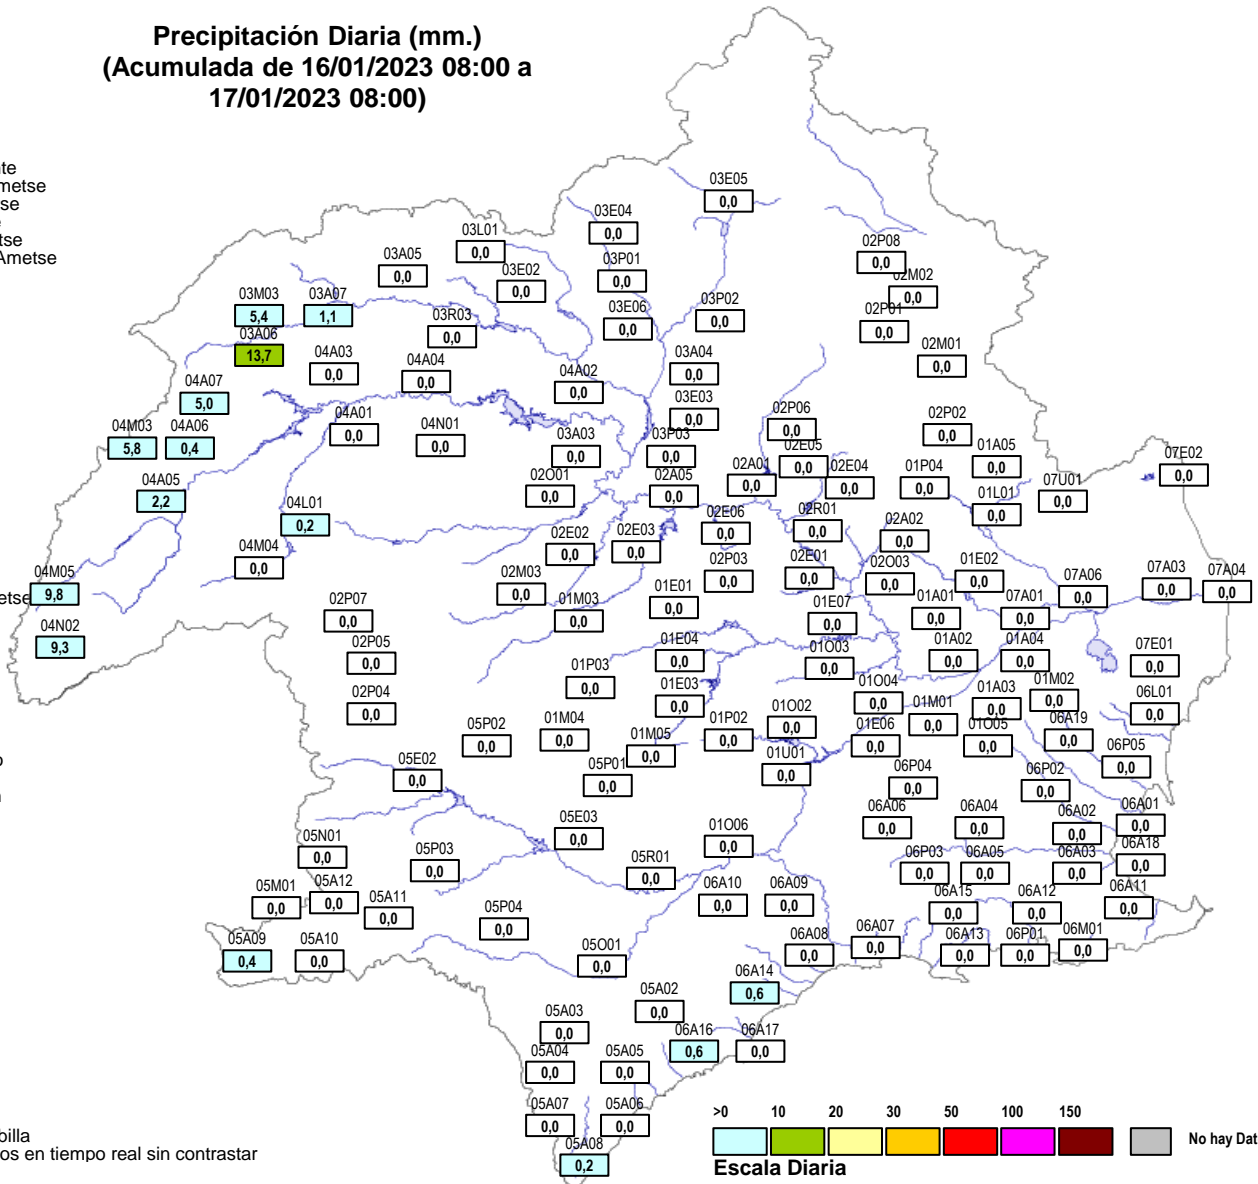 Precipitación Diaria (mm.)
(Acumulada de 16/01/2023 08:00 a
17/01/2023 08:00)
03E05
0,0
03E04
0,0
03L01
0,0
03A05
0,0
03E02
0,0
03P01
0,0
02P08
0,0
02M02
0,0
03M03
5,4
03A07
1,1
03R03
0,0
03E06
0,0
03P02
0,0
02P01
0,0
03A06
13,7
04A03
0,0
04A04
0,0
04A02
0,0
03A04
0,0
02M01
0,0
04A07
5,0
04A01
0,0
04N01
0,0
03E03
0,0
02P06
0,0
02P02
0,0
04M03
5,8
04A06
0,4
03A03
0,0
03P03
0,0
02E05
0,0
01A05
0,0
07E02
0,0
04A05
2,2
02O01
0,0
02A05
0,0
02A01
0,0
02E04
0,0
01P04
0,0
01L01
0,0
07U01
0,0
04L01
0,2
02E06
0,0
02R01
0,0
02A02
0,0
04M04
0,0
02E02
0,0
02E03
0,0
04M05
9,8
02M03
0,0
01M03
0,0
01E01
0,0
02P03
0,0
02E01
0,0
02O03
0,0
01E02
0,0
07A06
0,0
07A03
0,0
07A04
0,0
04N02
9,3
02P07
0,0
01E07
0,0
01A01
0,0
07A01
0,0
02P05
0,0
01E04
0,0
01O03
0,0
01A02
0,0
01A04
0,0
07E01
0,0
02P04
0,0
01P03
0,0
01E03
0,0
01O04
0,0
01M01
0,0
01A03
0,0
01M02
0,0
06L01
0,0
05P02
0,0
01M04
0,0
01M05
0,0
01P02
0,0
01O02
0,0
01E06
0,0
01O05
0,0
06A19
0,0
05E02
0,0
05P01
0,0
01U01
0,0
06P04
0,0
06P02
0,0
06P05
0,0
05E03
0,0
01O06
0,0
06A06
0,0
06A04
0,0
06A02
0,0
06A01
0,0
05N01
0,0
05P03
0,0
05R01
0,0
06P03
0,0
06A05
0,0
06A03
0,0
06A18
0,0
05M01
0,0
05A12
0,0
05A11
0,0
05P04
0,0
06A10
0,0
06A09
0,0
06A15
0,0
06A12
0,0
06A11
0,0
05A09
0,4
05A10
0,0
05O01
0,0
06A08
0,0
06A07
0,0
06A13
0,0
06P01
0,0
06M01
0,0
05A03
0,0
05A02
0,0
06A14
0,6
05A04
0,0
05A05
0,0
06A16
0,6
06A17
0,0
05A07
0,0
05A06
0,0
05A08
0,2
>0 10 20 30 50 100 150
No hay Dat
Escala Diaria
os en tiempo real sin contrastar